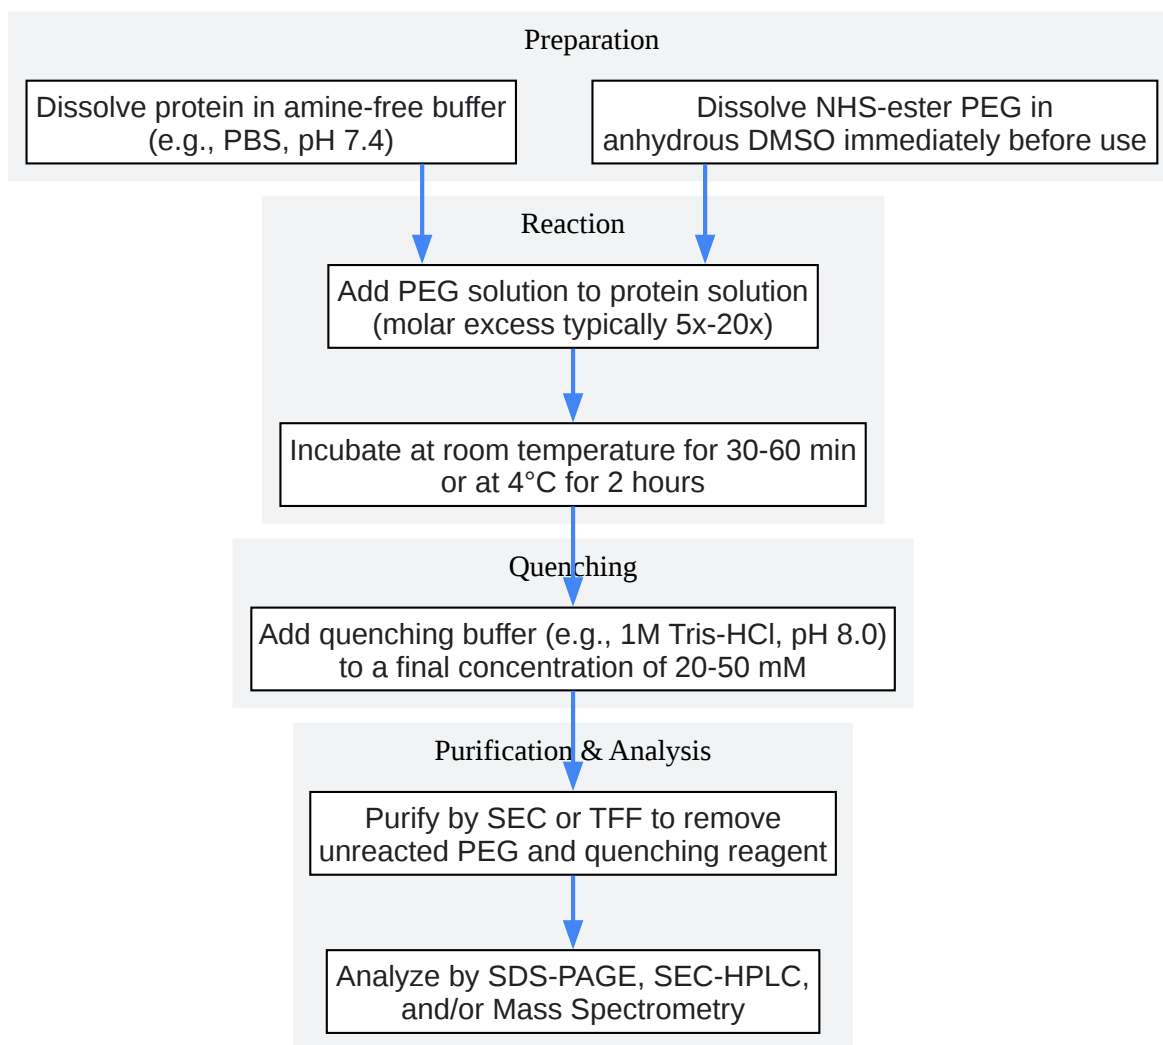 Preparation
Dissolve protein in amine-free buffer
(e.g., PBS, pH 7.4)
Dissolve NHS-ester PEG in
anhydrous DMSO immediately before use
Reaction
Add PEG solution to protein solution
(molar excess typically 5x-20x)
Incubate at room temperature for 30-60 min
or at 4°C for 2 hours
Quenching
Add quenching buffer (e.g., 1M Tris-HCl, pH 8.0)
to a final concentration of 20-50 mM
Purification & Analysis
Purify by SEC or TFF to remove
unreacted PEG and quenching reagent
Analyze by SDS-PAGE, SEC-HPLC,
and/or Mass Spectrometry